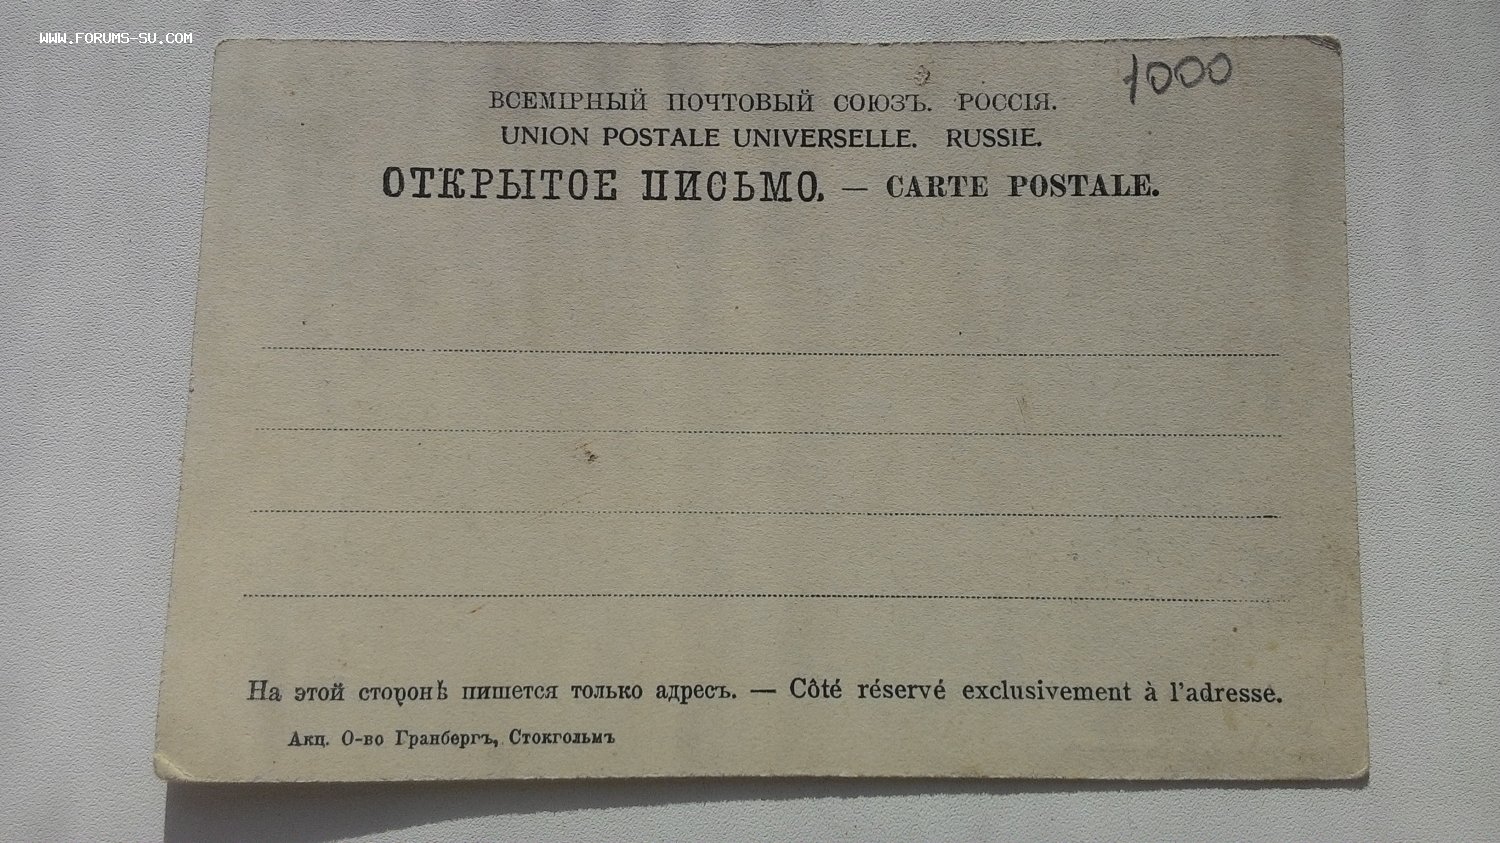 WWW.FORUMS-SU.COM
1000
ВСЕМІРНЫЙ ПОЧТОВЫЙ СОЮЗЪ. РОССІЯ.
UNION POSTALE UNIVERSELLE. RUSSIE.
ОТКРЫТОЕ ПИСЬМО. — CARTE POSTALE.
На этой сторонѣ пишется только адресъ. — Côté réservé exclusivement à l'adresse.
Акц. О-во Гранбергъ, Стокгольмъ